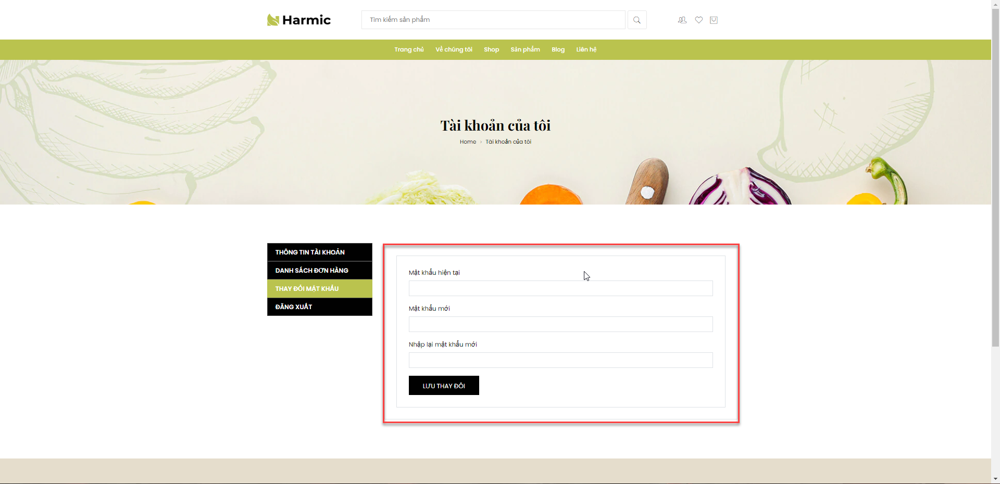 Harmic
Tìm kiếm sản phẩm
Trang chủ Về chúng tôi Shop Sản phẩm Blog Liên hệ
Tài khoản của tôi
Home › Tài khoản của tôi
THÔNG TIN TÀI KHOẢN
DANH SÁCH ĐƠN HÀNG
THAY ĐỔI MẬT KHẨU
ĐĂNG XUẤT
Mật khẩu hiện tại
Mật khẩu mới
Nhập lại mật khẩu mới
LƯU THAY ĐỔI